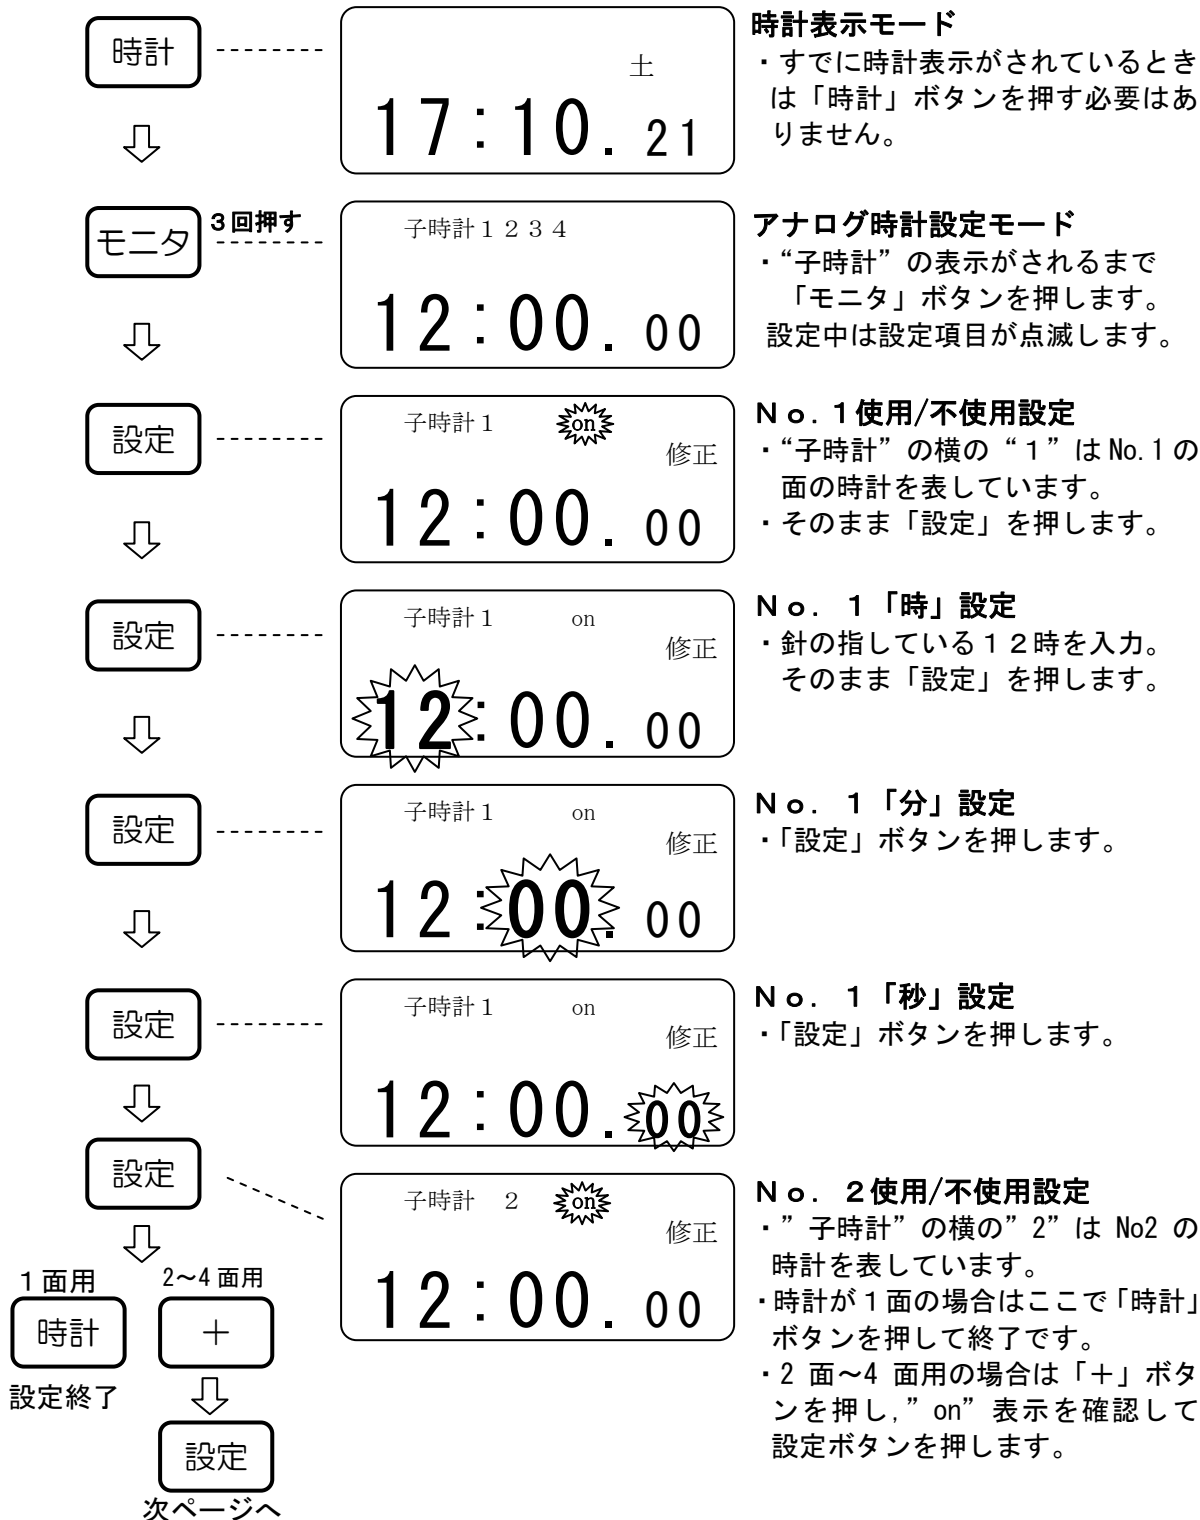 時計
土
17:10. 21
時計表示モード
・すでに時計表示がされているとき
は「時計」ボタンを押す必要はあ
りません。
モニタ
３回押す
子時計１２３４
12:00. 00
アナログ時計設定モード
・“子時計”の表示がされるまで
「モニタ」ボタンを押します。
設定中は設定項目が点滅します。
設定
子時計１ on
修正
12:00. 00
Ｎｏ.１使用/不使用設定
・“子時計”の横の“１”は No.1 の
面の時計を表しています。
・そのまま「設定」を押します。
設定
子時計１ on
修正
12:00. 00
Ｎｏ. １「時」設定
・針の指している１２時を入力。
そのまま「設定」を押します。
設定
子時計１ on
修正
12:00. 00
Ｎｏ. １「分」設定
・「設定」ボタンを押します。
設定
子時計１ on
修正
12:00. 00
Ｎｏ. １「秒」設定
・「設定」ボタンを押します。
設定
子時計 ２ on
修正
12:00. 00
Ｎｏ. ２使用/不使用設定
・”子時計”の横の”2”は No2 の
時計を表しています。
・時計が１面の場合はここで「時計」
ボタンを押して終了です。
・2 面～4 面用の場合は「＋」ボタ
ンを押し,”on”表示を確認して
設定ボタンを押します。
１面用
時計
設定終了
2～4 面用
＋
設定
次ページへ